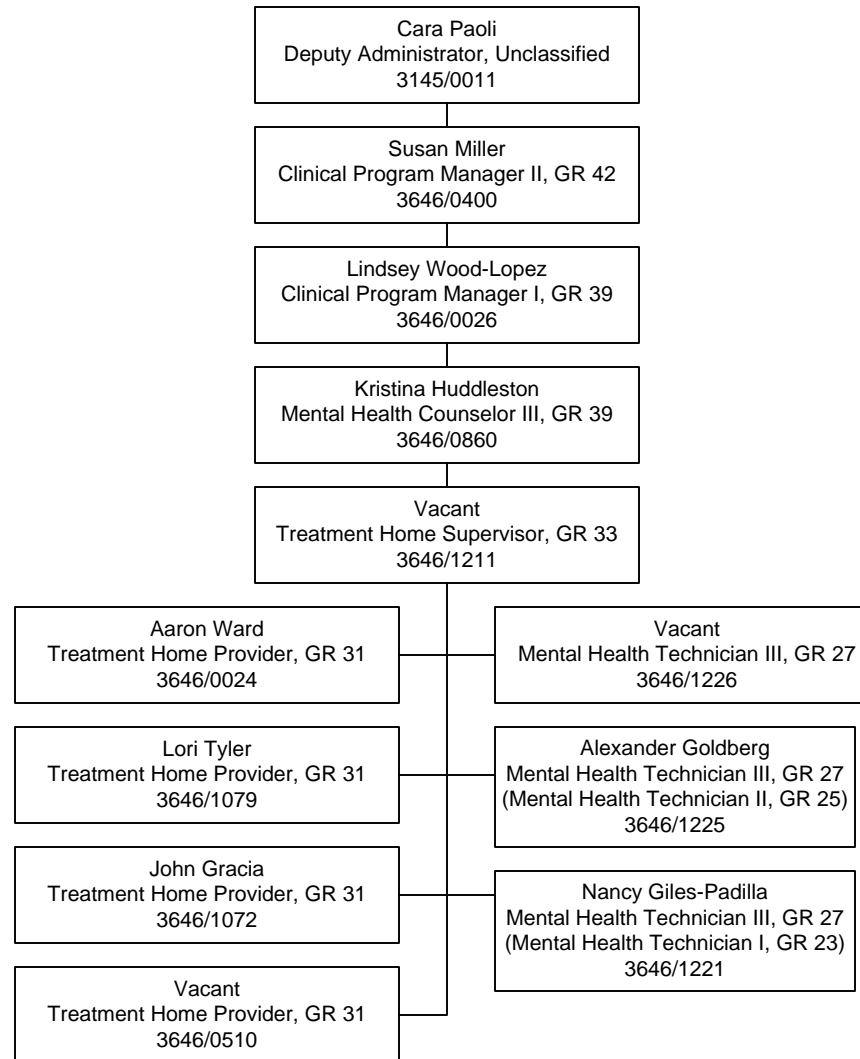 Cara Paoli
Deputy Administrator, Unclassified
3145/0011
Susan Miller
Clinical Program Manager II, GR 42
3646/0400
Lindsey Wood-Lopez
Clinical Program Manager I, GR 39
3646/0026
Kristina Huddleston
Mental Health Counselor III, GR 39
3646/0860
Vacant
Treatment Home Supervisor, GR 33
3646/1211
Aaron Ward
Treatment Home Provider, GR 31
3646/0024
Vacant
Mental Health Technician III, GR 27
3646/1226
Lori Tyler
Treatment Home Provider, GR 31
3646/1079
Alexander Goldberg
Mental Health Technician III, GR 27
(Mental Health Technician II, GR 25)
3646/1225
John Gracia
Treatment Home Provider, GR 31
3646/1072
Nancy Giles-Padilla
Mental Health Technician III, GR 27
(Mental Health Technician I, GR 23)
3646/1221
Vacant
Treatment Home Provider, GR 31
3646/0510